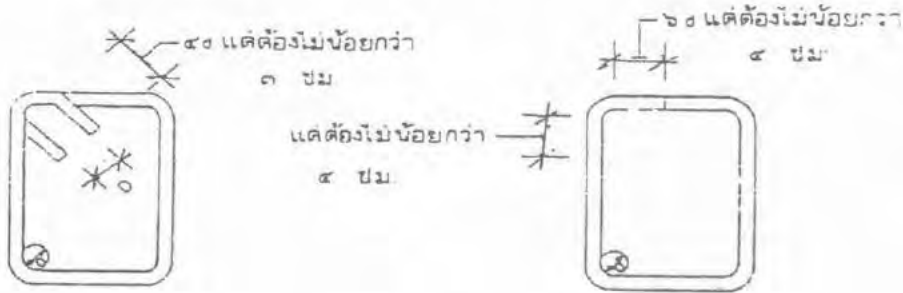 ๔d แต่ต้องไม่น้อยกว่า
๓ ซม.
๖d แต่ต้องไม่น้อยกว่า
๔ ซม.
แต่ต้องไม่น้อยกว่า
๔ ซม.